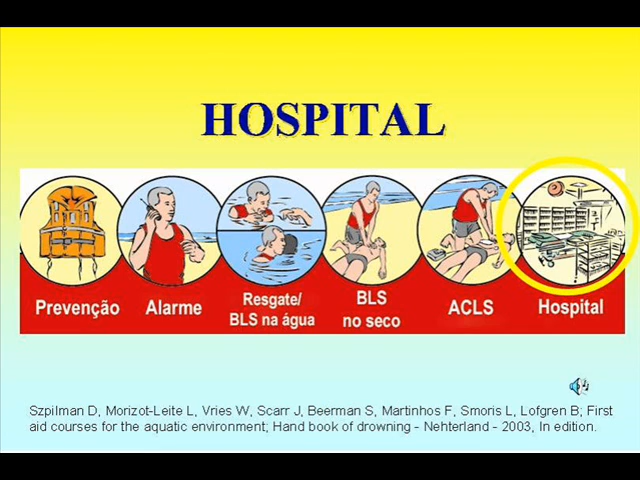 HOSPITAL
Prevenção
Alarme
Resgate/
BLS na água
BLS
no seco
ACLS
Hospital
Szpilman D, Morizot-Leite L, Vries W, Scarr J, Beerman S, Martinhos F, Smoris L, Lofgren B; First
aid courses for the aquatic environment; Hand book of drowning - Nehterland - 2003, In edition.